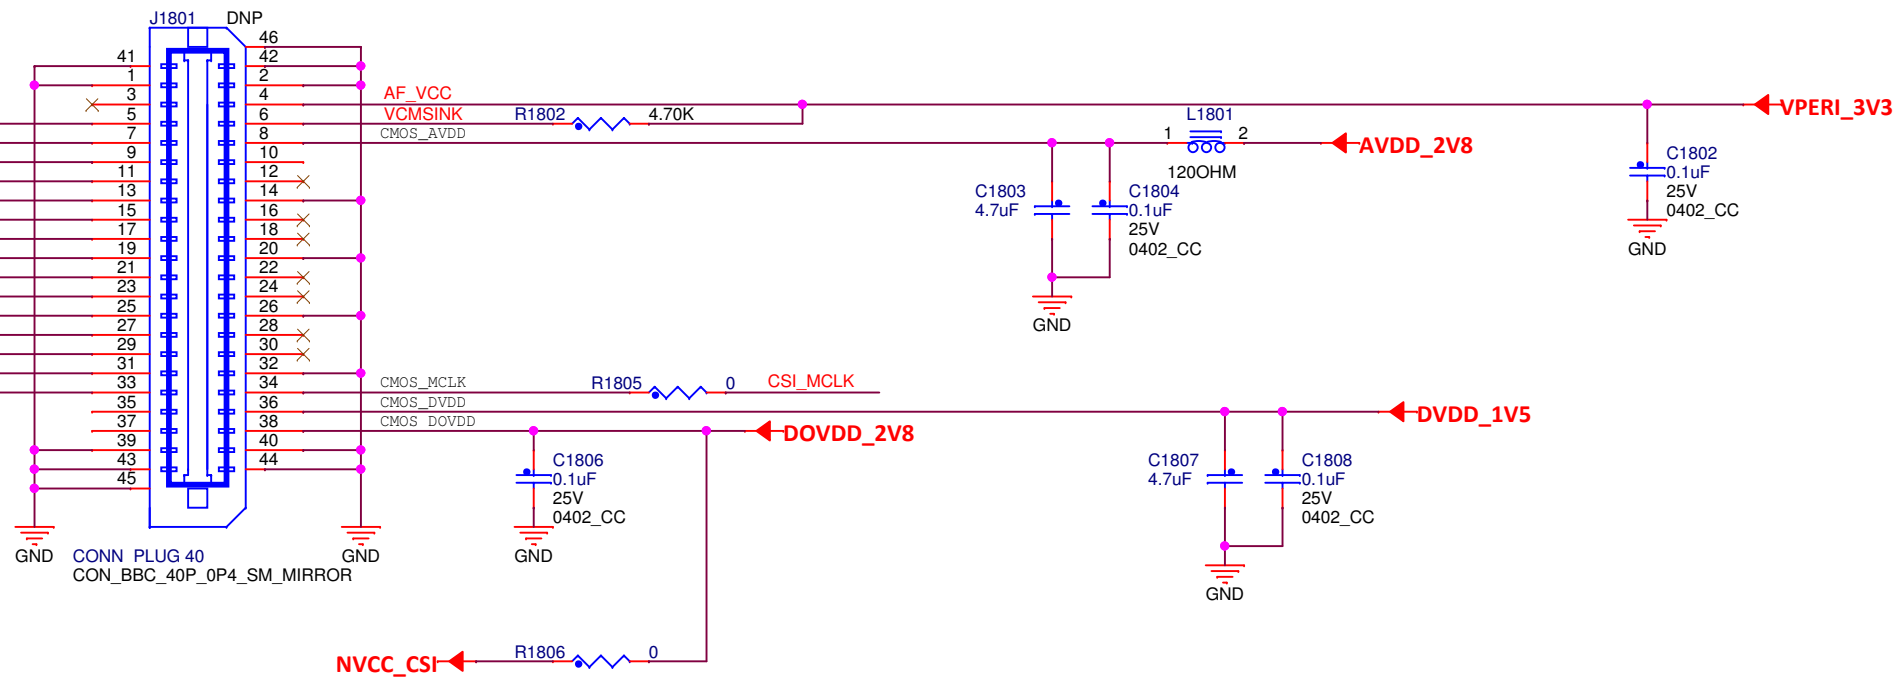 J1801 DNP
46
41 42
1 2
3 4 AF_VCC
5 6 VCMSINK R1802 4.70K L1801 VPERI_3V3
7 8 CMOS_AVDD 1 2 AVDD_2V8
9 10
11 12 120OHM
13 14
15 16
17 18
19 20
21 22
23 24
25 26
27 28
29 30
31 32
33 34 CMOS_MCLK R1805 0 CSI_MCLK
35 36 CMOS_DVDD DVDD_1V5
37 38 CMOS DOVDD DOVDD_2V8
39 40
43 44
45
C1802
0.1uF
25V
0402_CC
GND
C1803
4.7uF
C1804
0.1uF
25V
0402_CC
GND
C1806
0.1uF
25V
0402_CC
GND
C1807
4.7uF
C1808
0.1uF
25V
0402_CC
GND
GND
GND
CONN PLUG 40
CON_BBC_40P_0P4_SM_MIRROR
NVCC_CSI R1806 0